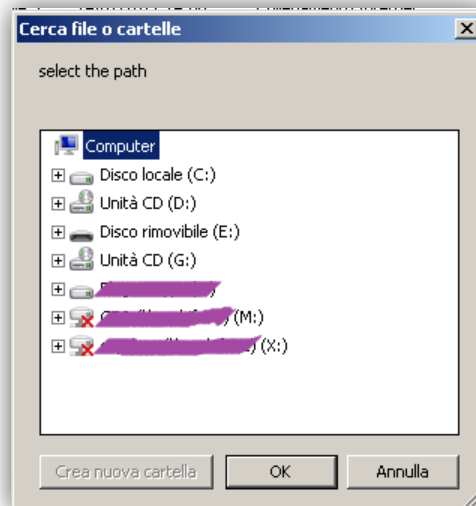 Cerca file o cartelle
select the path
Computer
Disco locale (C:)
Unità CD (D:)
Disco rimovibile (E:)
Unità CD (G:)
(M:)
(X:)
Crea nuova cartella
OK
Annulla